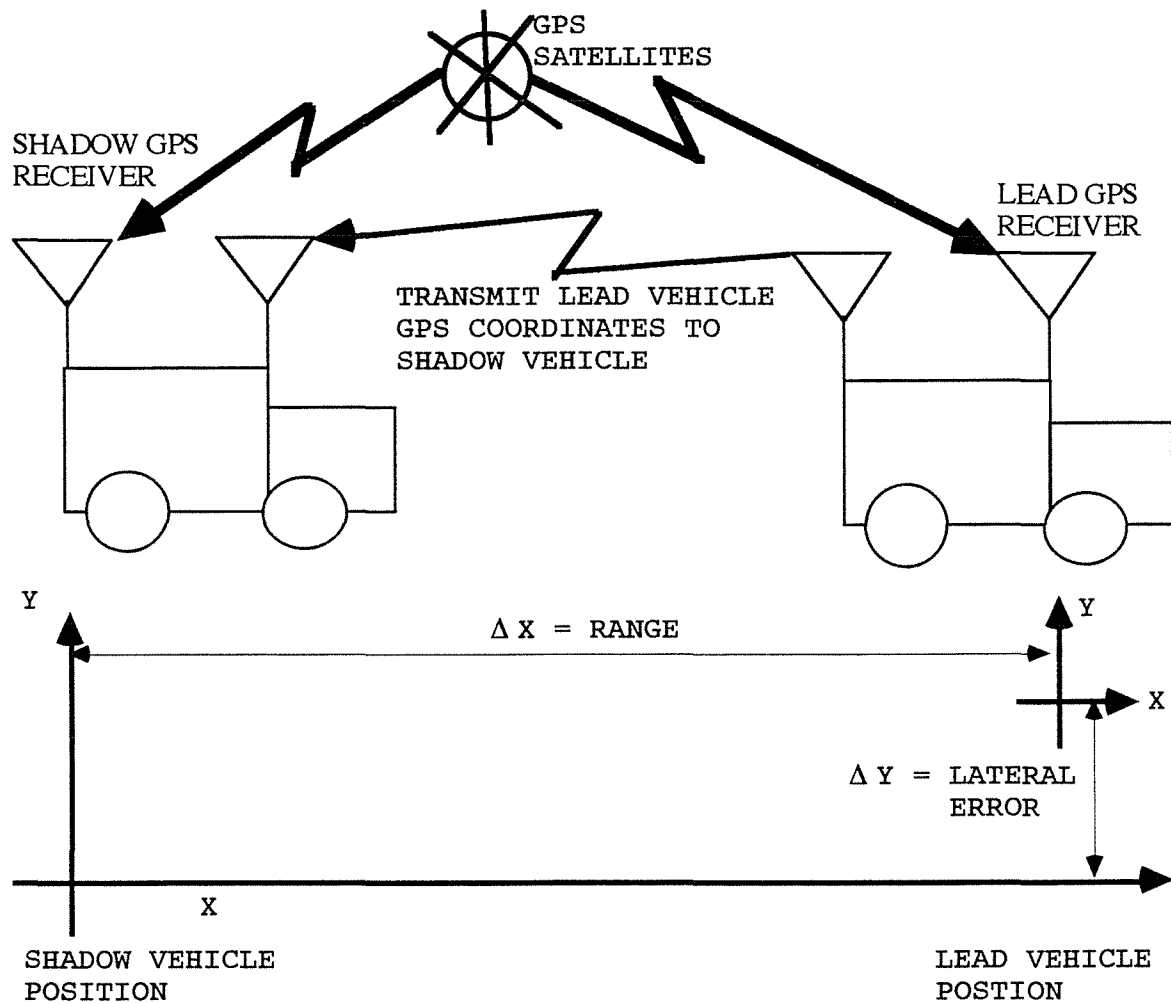 GPS
SATELLITES
SHADOW GPS
RECEIVER
LEAD GPS
RECEIVER
TRANSMIT LEAD VEHICLE
GPS COORDINATES TO
SHADOW VEHICLE
Y
Δ X = RANGE
Y
X
Δ Y = LATERAL
ERROR
X
SHADOW VEHICLE
POSITION
LEAD VEHICLE
POSTION